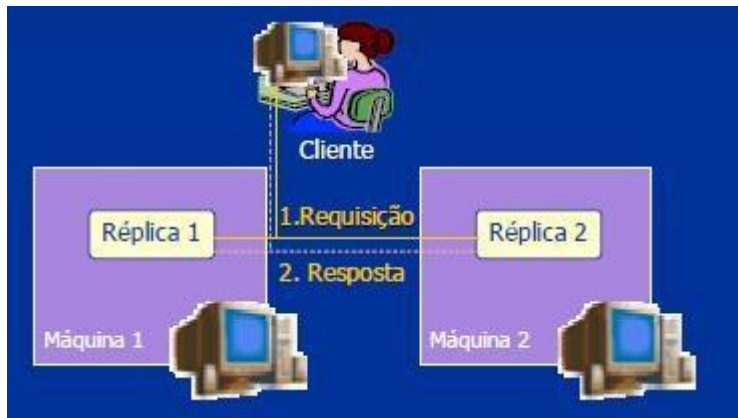 Cliente
1.Requisição
Réplica 1
Réplica 2
2. Resposta
Máquina 1
Máquina 2